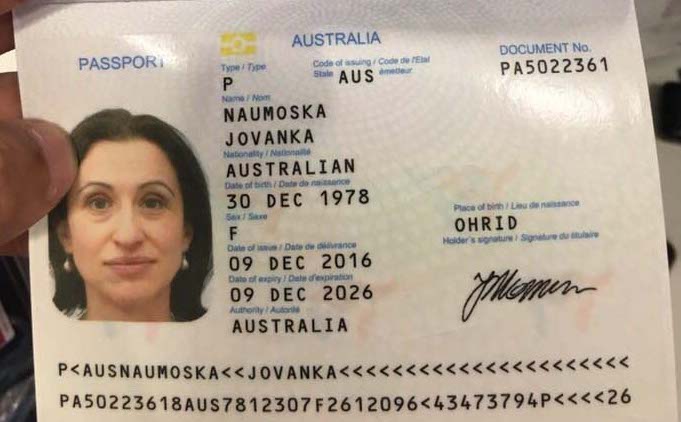 PASSPORT
AUSTRALIA
DOCUMENT No.
Type / Type
Code of issuing / Code de l'Etat
State émetteur
P
AUS
PA5022361
Name / Nom
NAUMOSKA
JOVANKA
Nationality / Nationalité
AUSTRALIAN
Date of birth / Date de naissance
30 DEC 1978
Sex / Sexe
Place of birth / Lieu de naissance
F
OHRID
Date of issue / Date de délivrance
Holder's signature / Signature du titulaire
09 DEC 2016
Date of expiry / Date d'expiration
09 DEC 2026
Authority / Autorité
AUSTRALIA
P<AUSNAUMOSKA<<JOVANKA<<<<<<<<<<<<<<<<<<<<<<
PA50223618AUS7812307F2612096<43473794P<<<<26